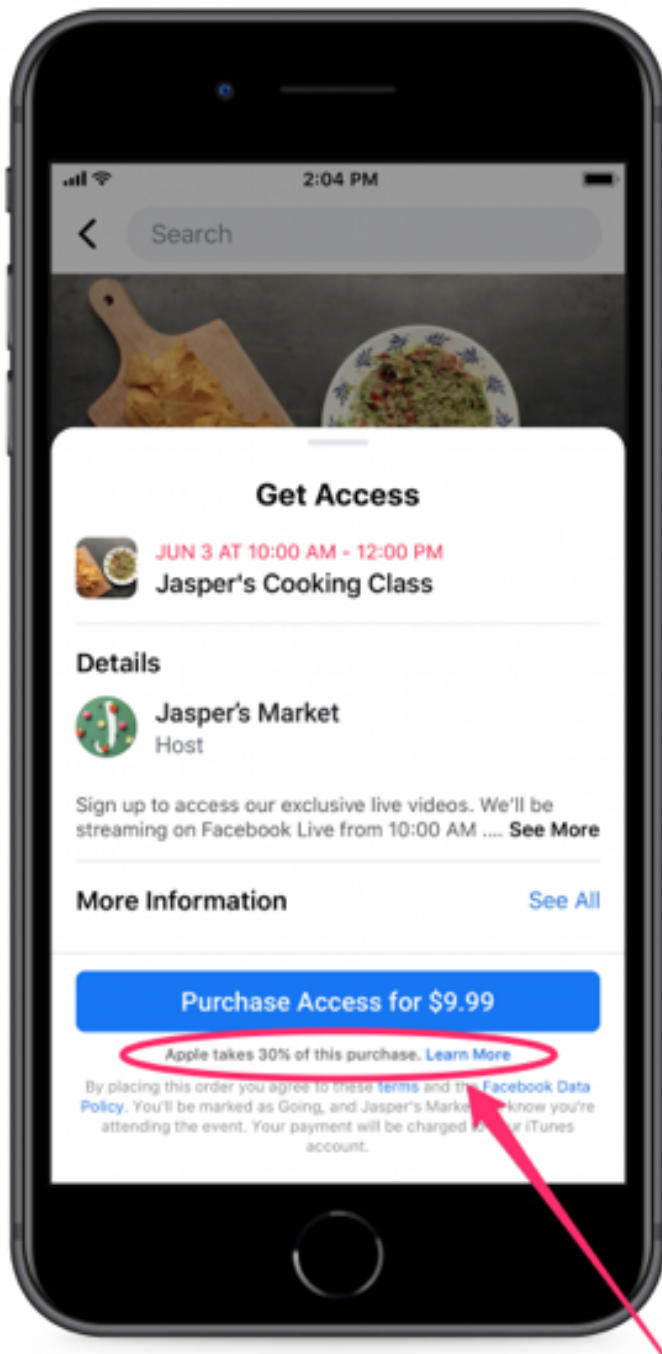 2:04 PM
Search
Get Access
JUN 3 AT 10:00 AM - 12:00 PM
Jasper's Cooking Class
Details
Jasper's Market
Host
Sign up to access our exclusive live videos. We'll be
streaming on Facebook Live from 10:00 AM .... See More
More Information See All
Purchase Access for $9.99
Apple takes 30% of this purchase. Learn More
By placing this order you agree to these terms and the Facebook Data
Policy. You'll be marked as Going, and Jasper's know you're
attending the event. Your payment will be charged iTunes
account.